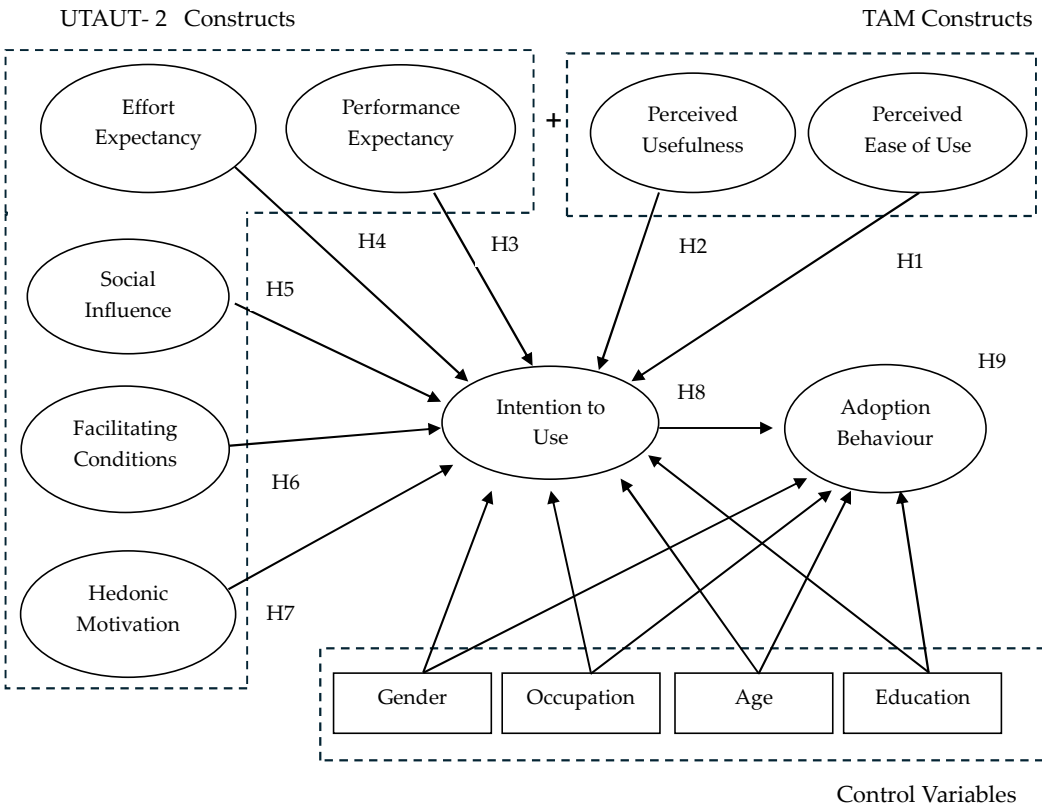 UTAUT- 2 Constructs
TAM Constructs
Effort
Expectancy
Performance
Expectancy
+
Perceived
Usefulness
Perceived
Ease of Use
H4
H3
H2
H1
Social
Influence
H5
H9
H8
Intention to
Use
Adoption
Behaviour
Facilitating
Conditions
H6
Hedonic
Motivation
H7
Gender
Occupation
Age
Education
Control Variables